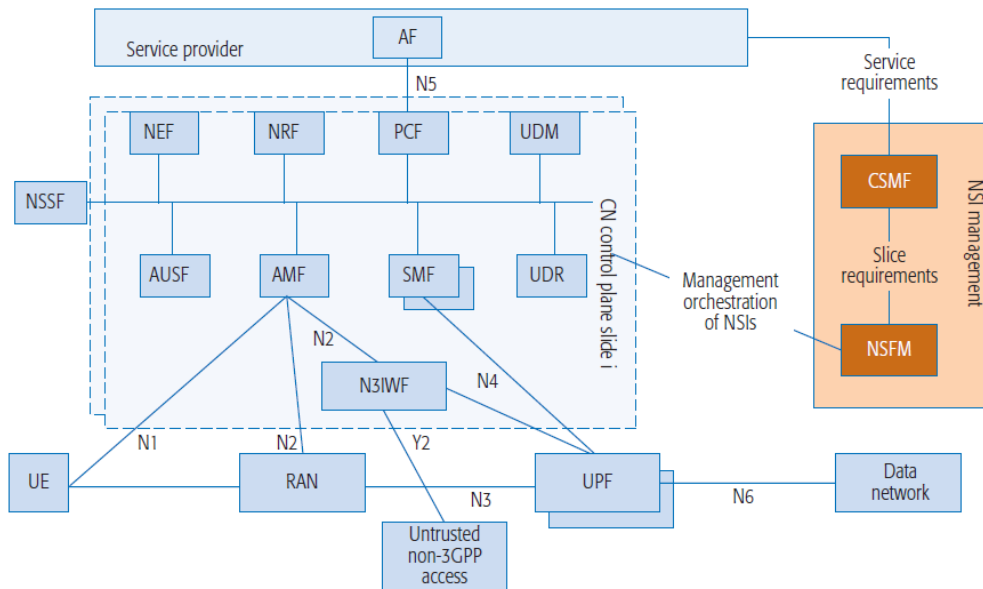 AF
Service provider
N5
Service
requirements
NEF
NRF
PCF
UDM
CSMF
NSI management
NSSF
CN control plane slide i
AUSF
AMF
SMF
UDR
Slice
requirements
Management
orchestration
of NSIs
N2
NSFM
N3IWF
N4
N1
N2
Y2
UE
RAN
N3
UPF
N6
Data
network
Untrusted
non-3GPP
access